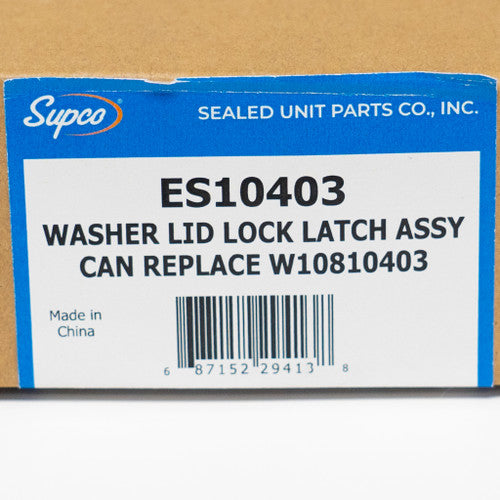 Supco
SEALED UNIT PARTS CO., INC.
ES10403
WASHER LID LOCK LATCH ASSY
CAN REPLACE W10810403
Made in
China
6 87152 29413 8